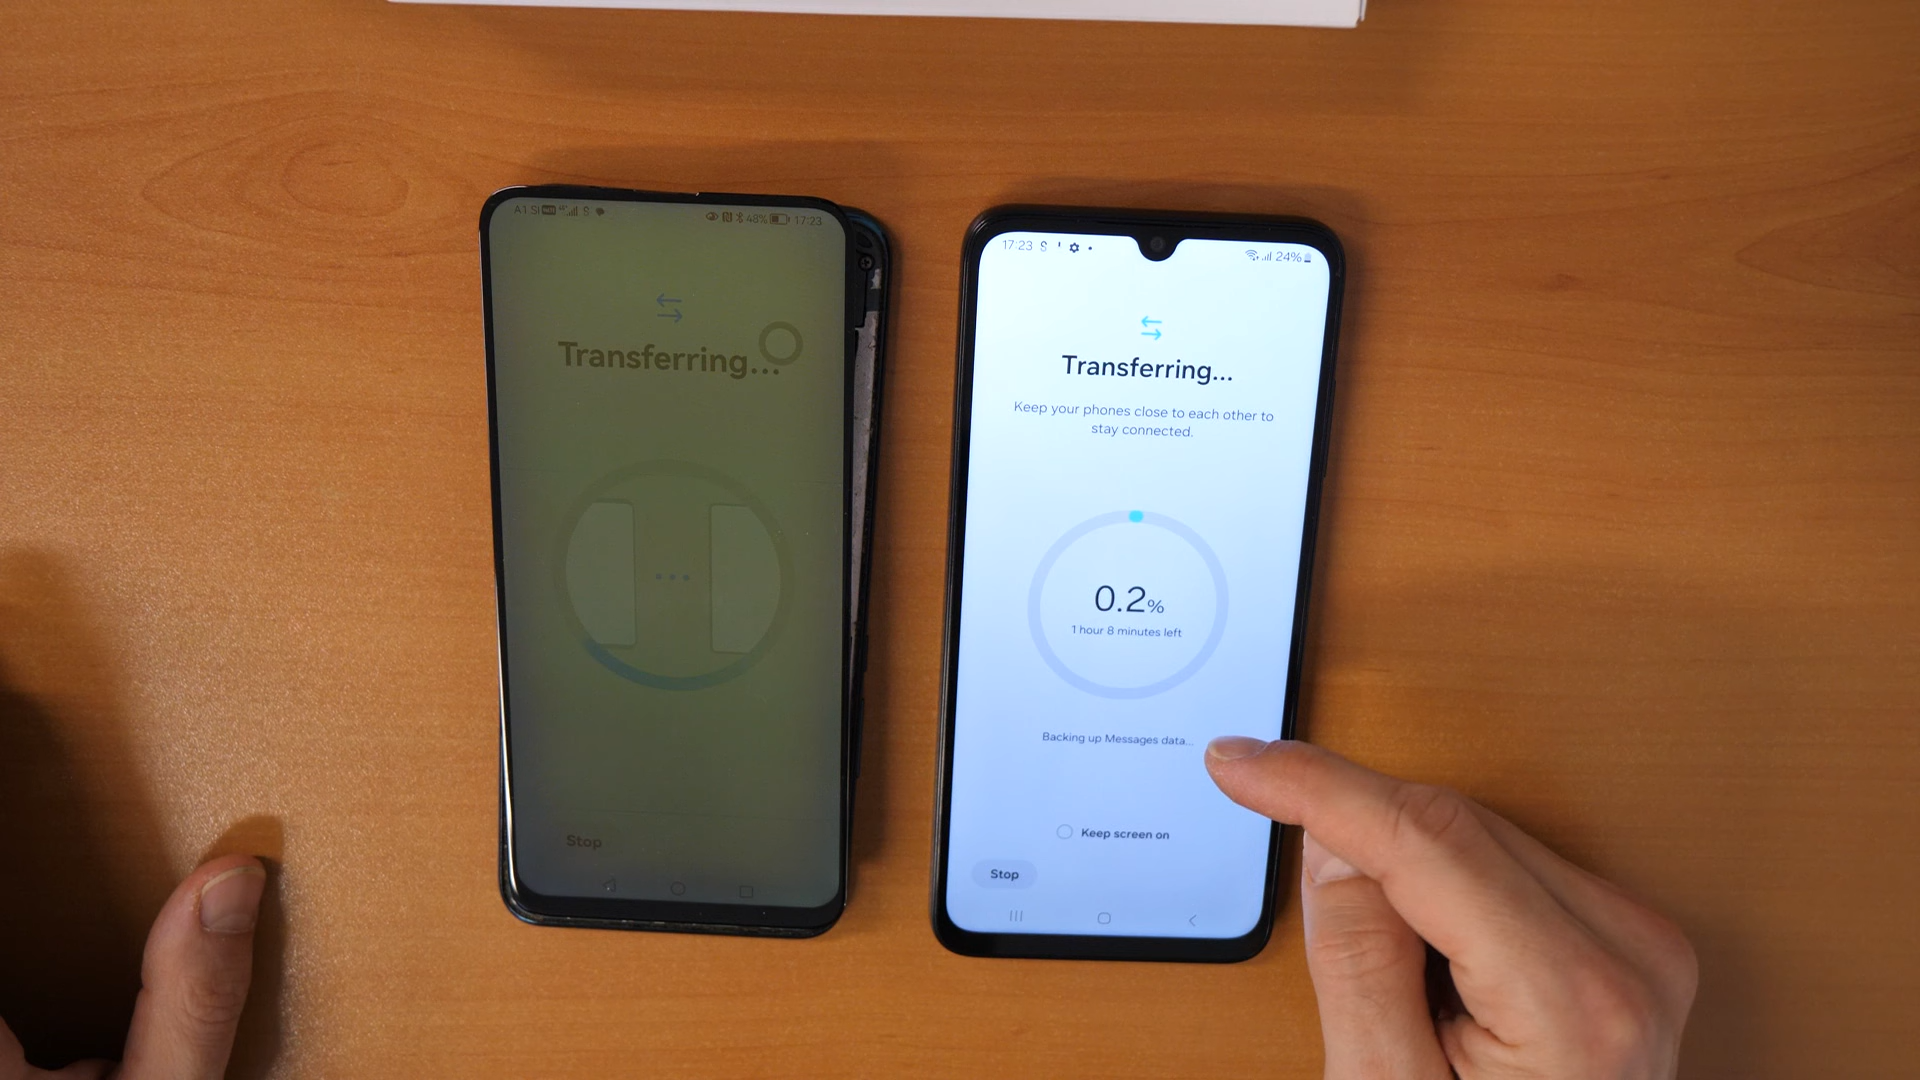 A1 SI 48% 17:23
Transferring...
Stop
17:23 24%
Transferring...
Keep your phones close to each other to
stay connected.
0.2%
1 hour 8 minutes left
Backing up Messages data...
Keep screen on
Stop